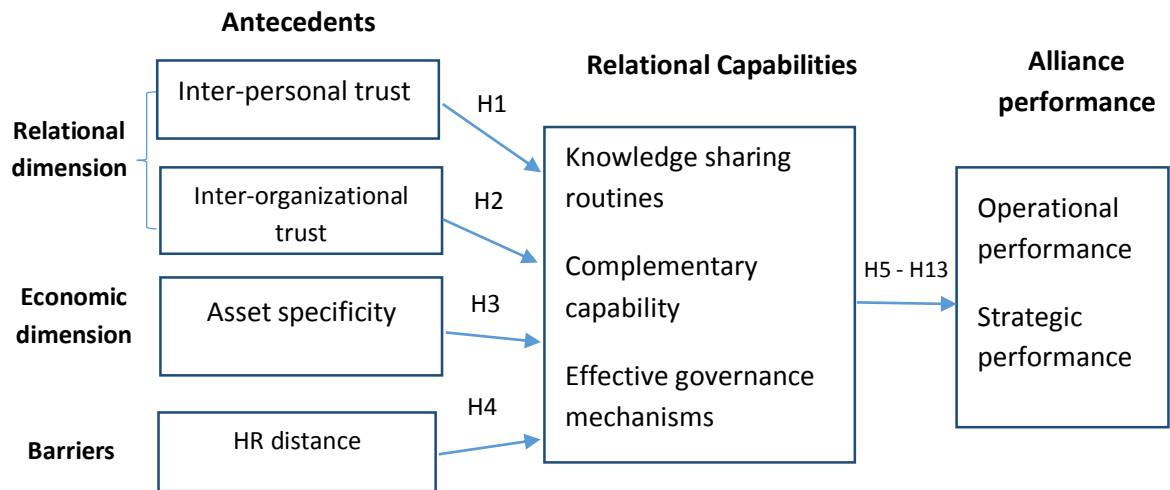 Antecedents
Relational
dimension
Inter-personal trust
H1
Inter-organizational
trust
H2
Economic
dimension
Asset specificity
H3
Barriers
HR distance
H4
Relational Capabilities
Knowledge sharing
routines
Complementary
capability
Effective governance
mechanisms
H5 - H13
Alliance
performance
Operational
performance
Strategic
performance